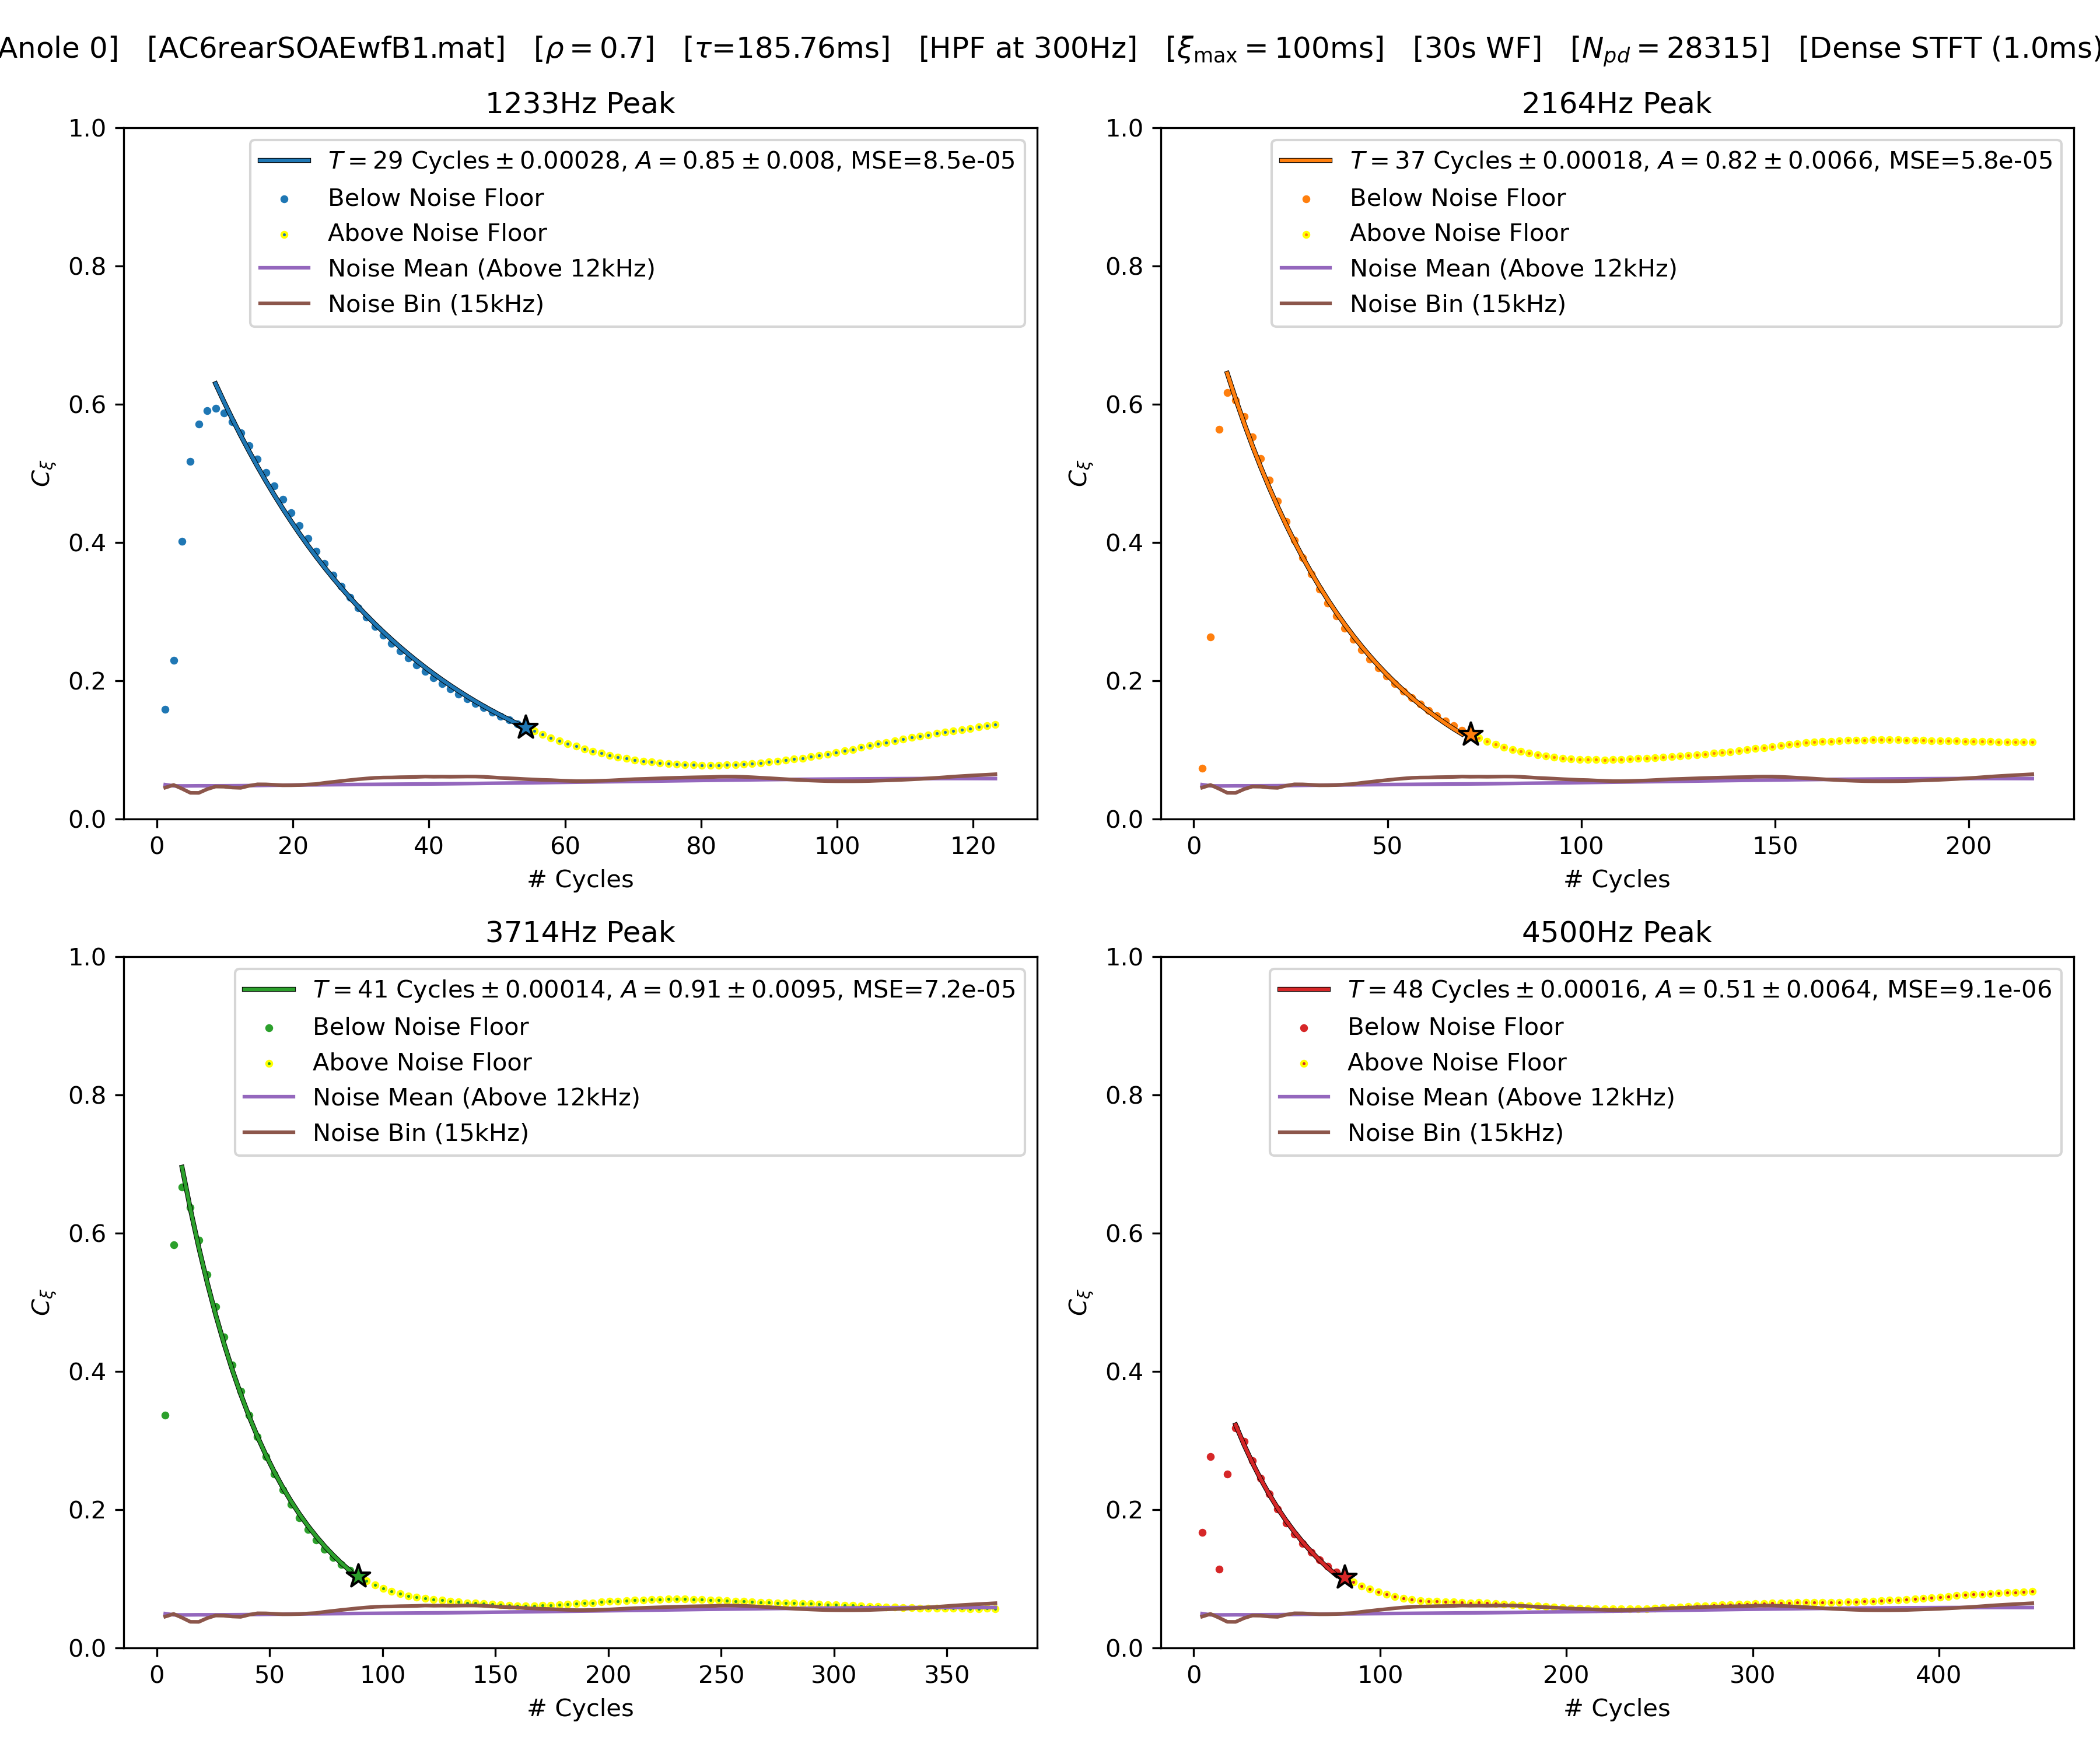 Anole 0] [AC6rearSOAEwfB1.mat] [ρ = 0.7] [τ=185.76ms] [HPF at 300Hz] [ξmax = 100ms] [30s WF] [Npd = 28315] [Dense STFT (1.0ms)
1233Hz Peak
T = 29 Cycles ± 0.00028, A = 0.85 ± 0.008, MSE=8.5e-05
Below Noise Floor
Above Noise Floor
Noise Mean (Above 12kHz)
Noise Bin (15kHz)
1.0
0.8
0.6
0.4
0.2
0.0
Cξ
0 20 40 60 80 100 120
# Cycles
2164Hz Peak
T = 37 Cycles ± 0.00018, A = 0.82 ± 0.0066, MSE=5.8e-05
Below Noise Floor
Above Noise Floor
Noise Mean (Above 12kHz)
Noise Bin (15kHz)
1.0
0.8
0.6
0.4
0.2
0.0
Cξ
0 50 100 150 200
# Cycles
3714Hz Peak
T = 41 Cycles ± 0.00014, A = 0.91 ± 0.0095, MSE=7.2e-05
Below Noise Floor
Above Noise Floor
Noise Mean (Above 12kHz)
Noise Bin (15kHz)
1.0
0.8
0.6
0.4
0.2
0.0
Cξ
0 50 100 150 200 250 300 350
# Cycles
4500Hz Peak
T = 48 Cycles ± 0.00016, A = 0.51 ± 0.0064, MSE=9.1e-06
Below Noise Floor
Above Noise Floor
Noise Mean (Above 12kHz)
Noise Bin (15kHz)
1.0
0.8
0.6
0.4
0.2
0.0
Cξ
0 100 200 300 400
# Cycles